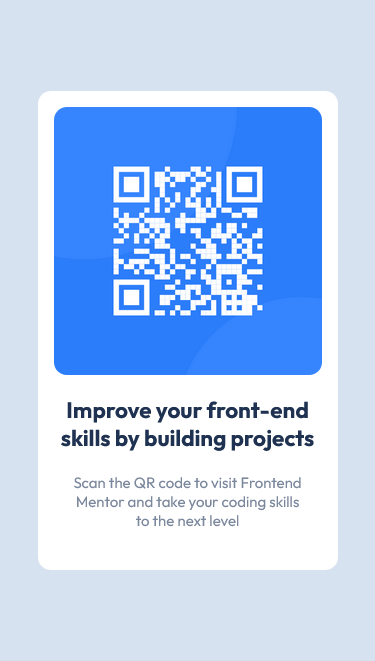 Improve your front-end
skills by building projects
Scan the QR code to visit Frontend
Mentor and take your coding skills
to the next level